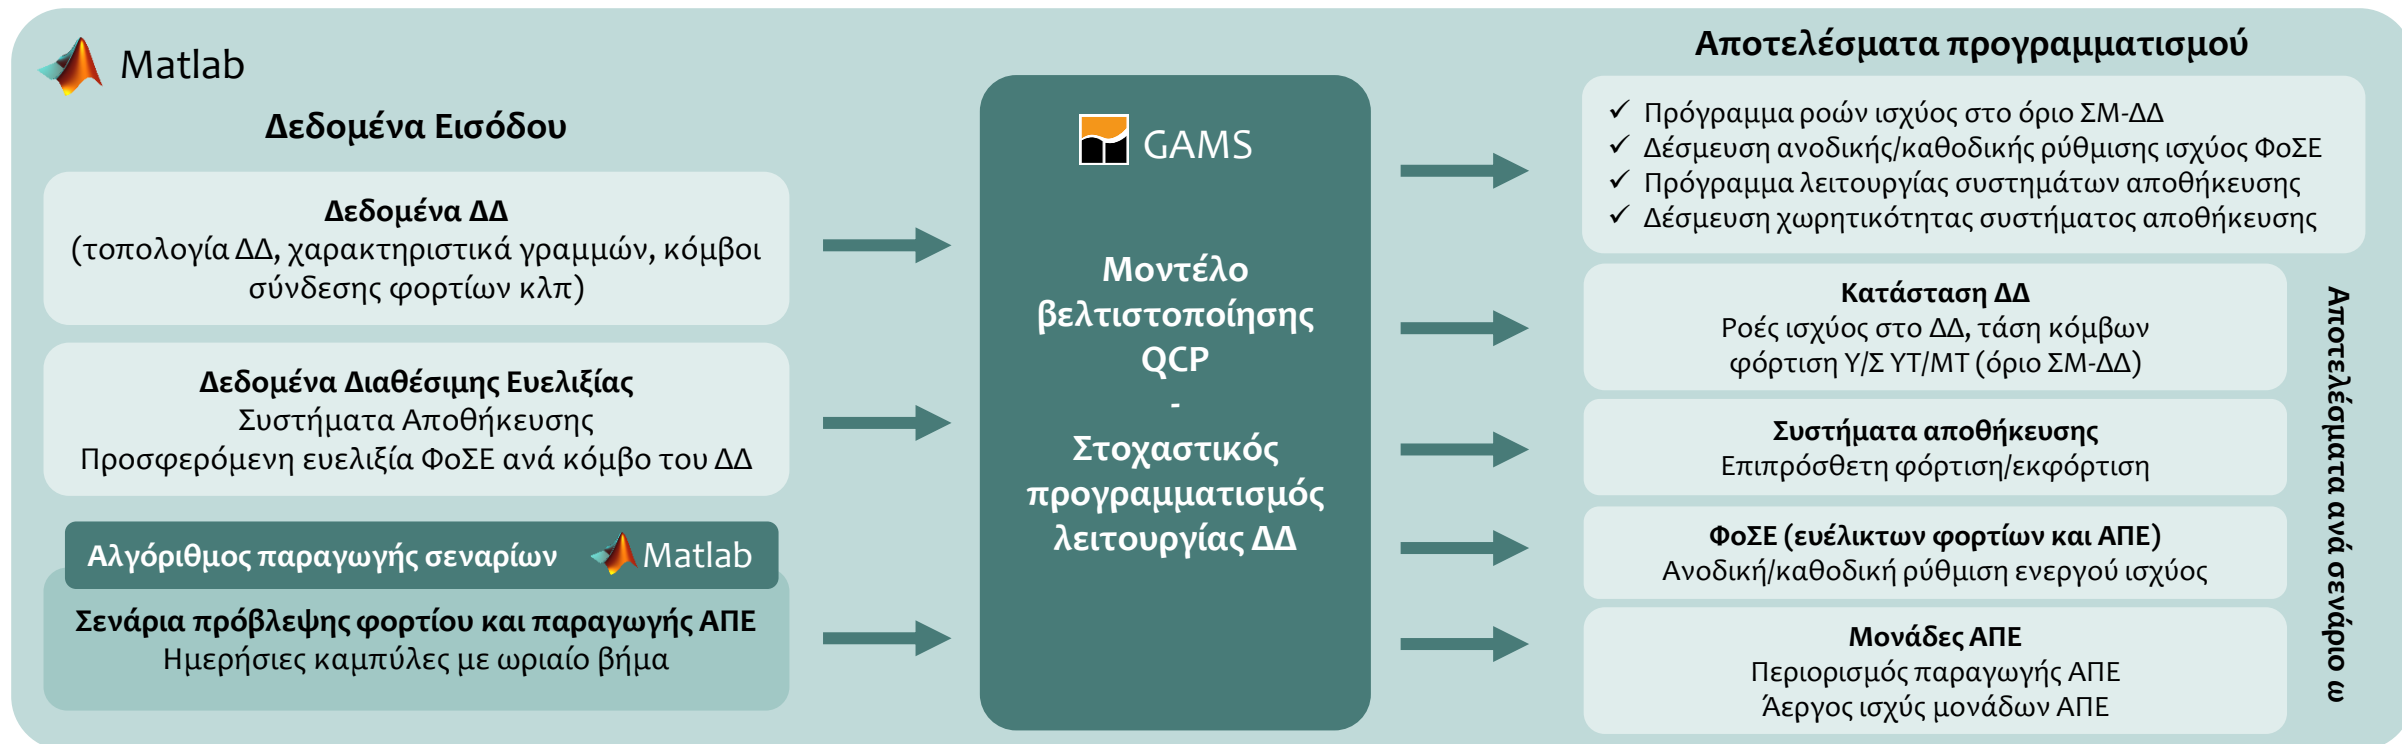 Matlab
Δεδομένα Εισόδου
Δεδομένα ΔΔ
(τοπολογία ΔΔ, χαρακτηριστικά γραμμών, κόμβοι
σύνδεσης φορτίων κλπ)
Δεδομένα Διαθέσιμης Ευελιξίας
Συστήματα Αποθήκευσης
Προσφερόμενη ευελιξία ΦοΣΕ ανά κόμβο του ΔΔ
Αλγόριθμος παραγωγής σεναρίων Matlab
Σενάρια πρόβλεψης φορτίου και παραγωγής ΑΠΕ
Ημερήσιες καμπύλες με ωριαίο βήμα
GAMS
Μοντέλο
βελτιστοποίησης
QCP
-
Στοχαστικός
προγραμματισμός
λειτουργίας ΔΔ
Αποτελέσματα προγραμματισμού
✓ Πρόγραμμα ροών ισχύος στο όριο ΣΜ-ΔΔ
✓ Δέσμευση ανοδικής/καθοδικής ρύθμισης ισχύος ΦοΣΕ
✓ Πρόγραμμα λειτουργίας συστημάτων αποθήκευσης
✓ Δέσμευση χωρητικότητας συστήματος αποθήκευσης
Κατάσταση ΔΔ
Ροές ισχύος στο ΔΔ, τάση κόμβων
φόρτιση Υ/Σ ΥΤ/ΜΤ (όριο ΣΜ-ΔΔ)
Συστήματα αποθήκευσης
Επιπρόσθετη φόρτιση/εκφόρτιση
ΦοΣΕ (ευέλικτων φορτίων και ΑΠΕ)
Ανοδική/καθοδική ρύθμιση ενεργού ισχύος
Μονάδες ΑΠΕ
Περιορισμός παραγωγής ΑΠΕ
Άεργος ισχύς μονάδων ΑΠΕ
Αποτελέσματα ανά σενάριο ω